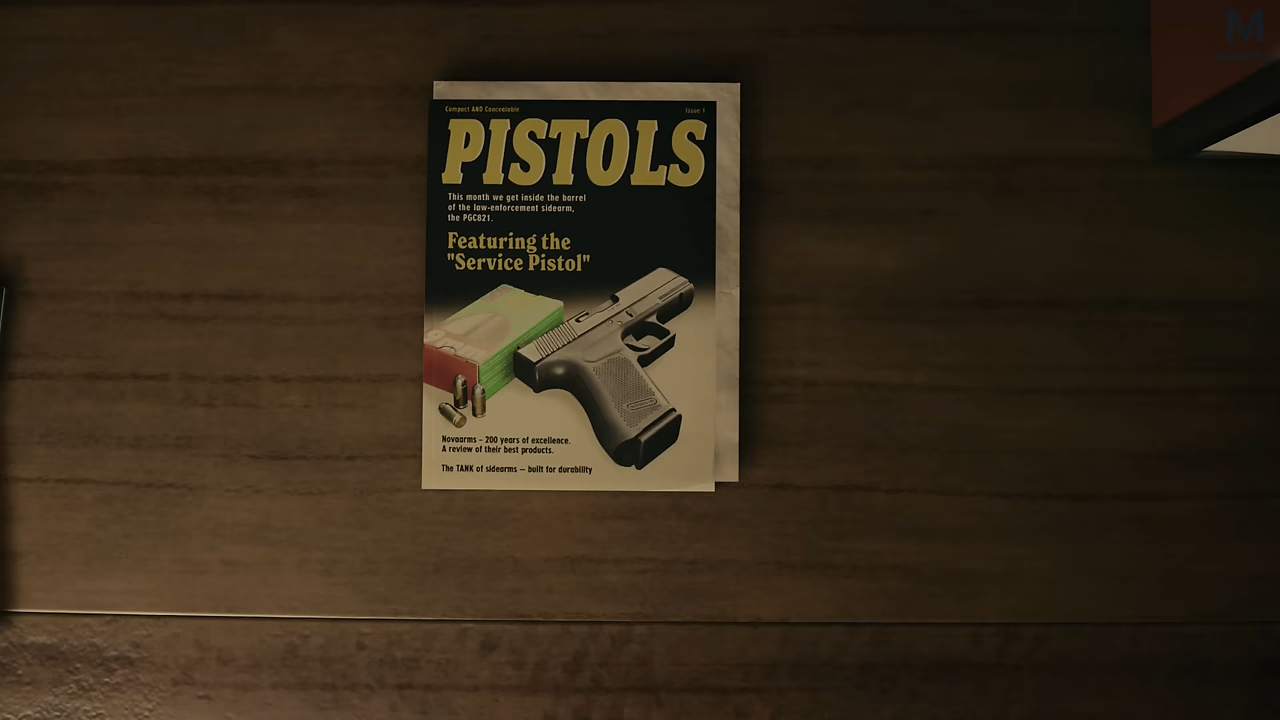 M
Compact AND Concealable
Issue 1
PISTOLS
This month we get inside the barrel
of the law-enforcement sidearm,
the PGC821.
Featuring the
"Service Pistol"
Novaarms – 200 years of excellence.
A review of their best products.
The TANK of sidearms – built for durability